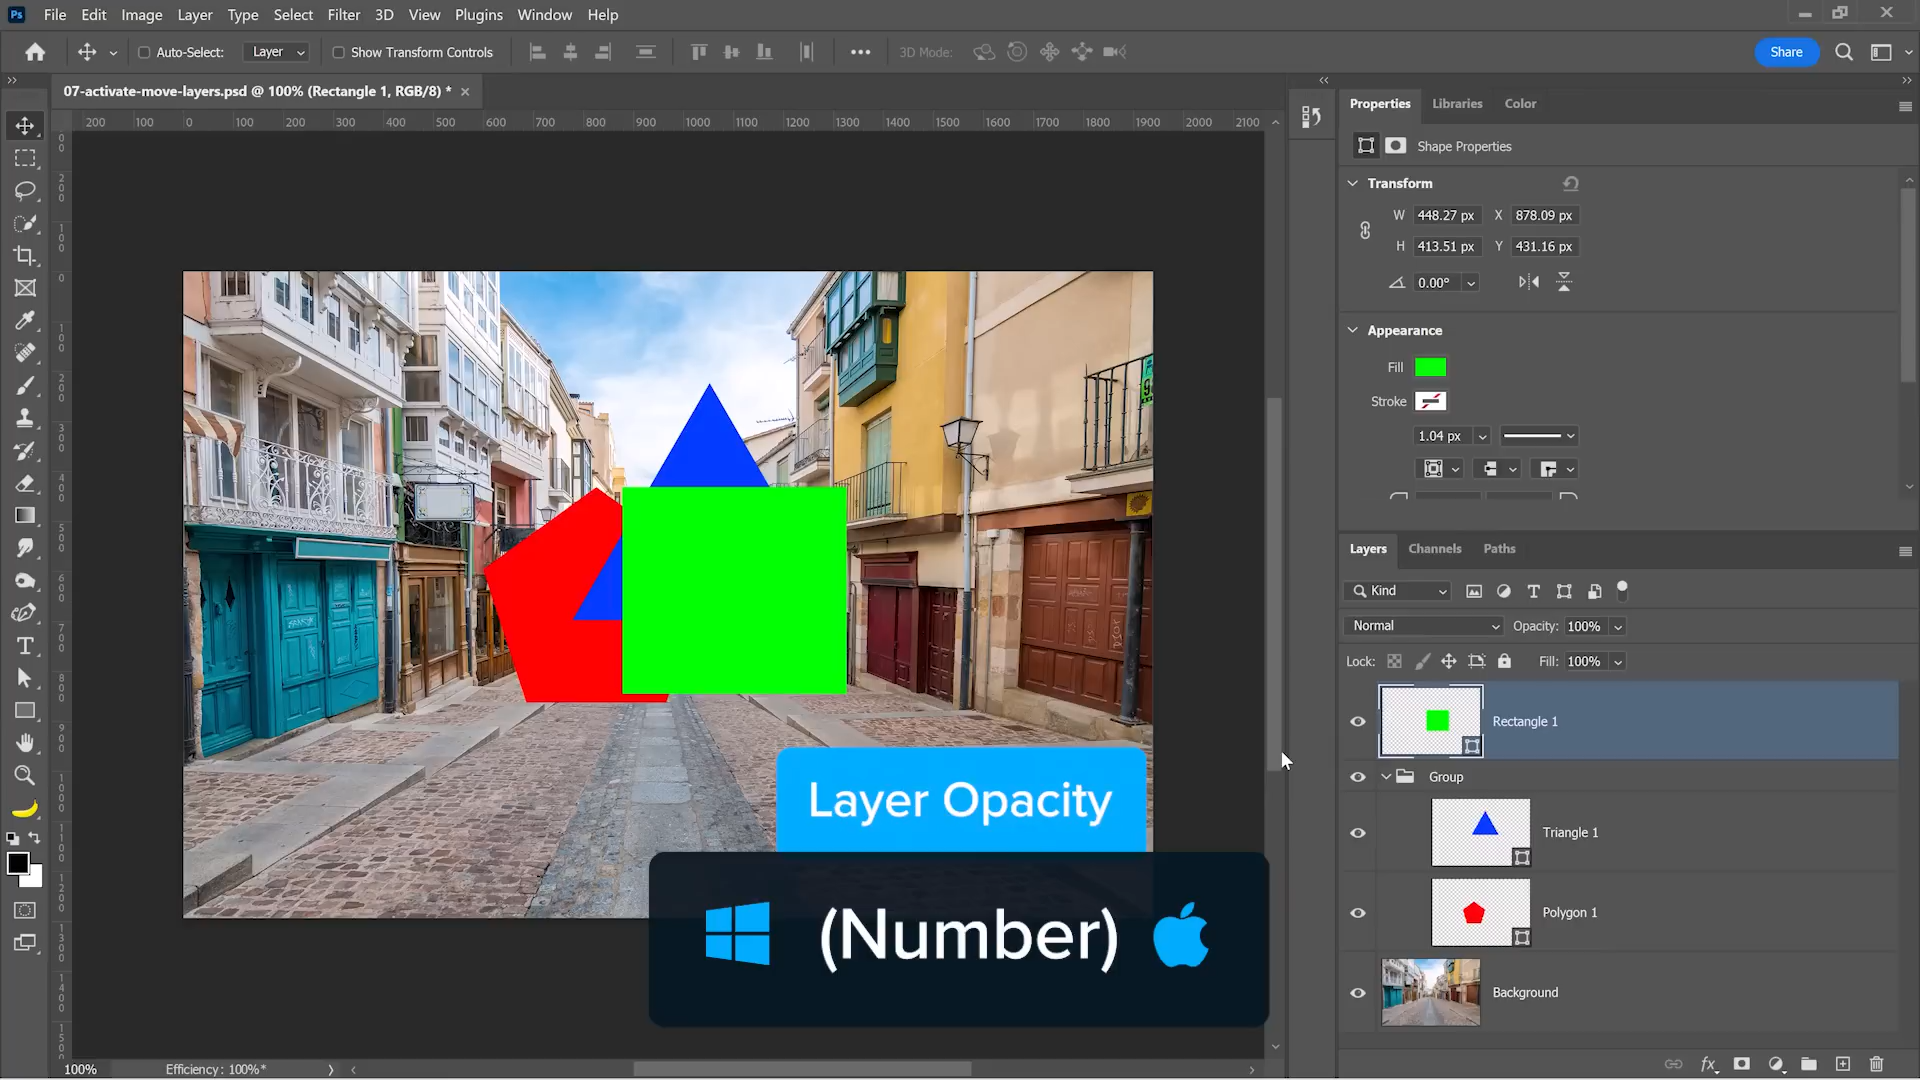 Ps File Edit Image Layer Type Select Filter 3D View Plugins Window Help
Auto-Select: Layer Show Transform Controls ••• 3D Mode: Share
07-activate-move-layers.psd @ 100% (Rectangle 1, RGB/8) * ×
200 100 0 100 200 300 400 500 600 700 800 900 1000 1100 1200 1300 1400 1500 1600 1700 1800 1900 2000 2100
Properties Libraries Color
Shape Properties
Transform
W 448.27 px X 878.09 px
H 413.51 px Y 431.16 px
0.00°
Appearance
Fill
Stroke
1.04 px
Layers Channels Paths
Kind
Normal Opacity: 100%
Lock: Fill: 100%
Rectangle 1
Group
Triangle 1
Polygon 1
Background
Layer Opacity
(Number)
100% Efficiency: 100%*